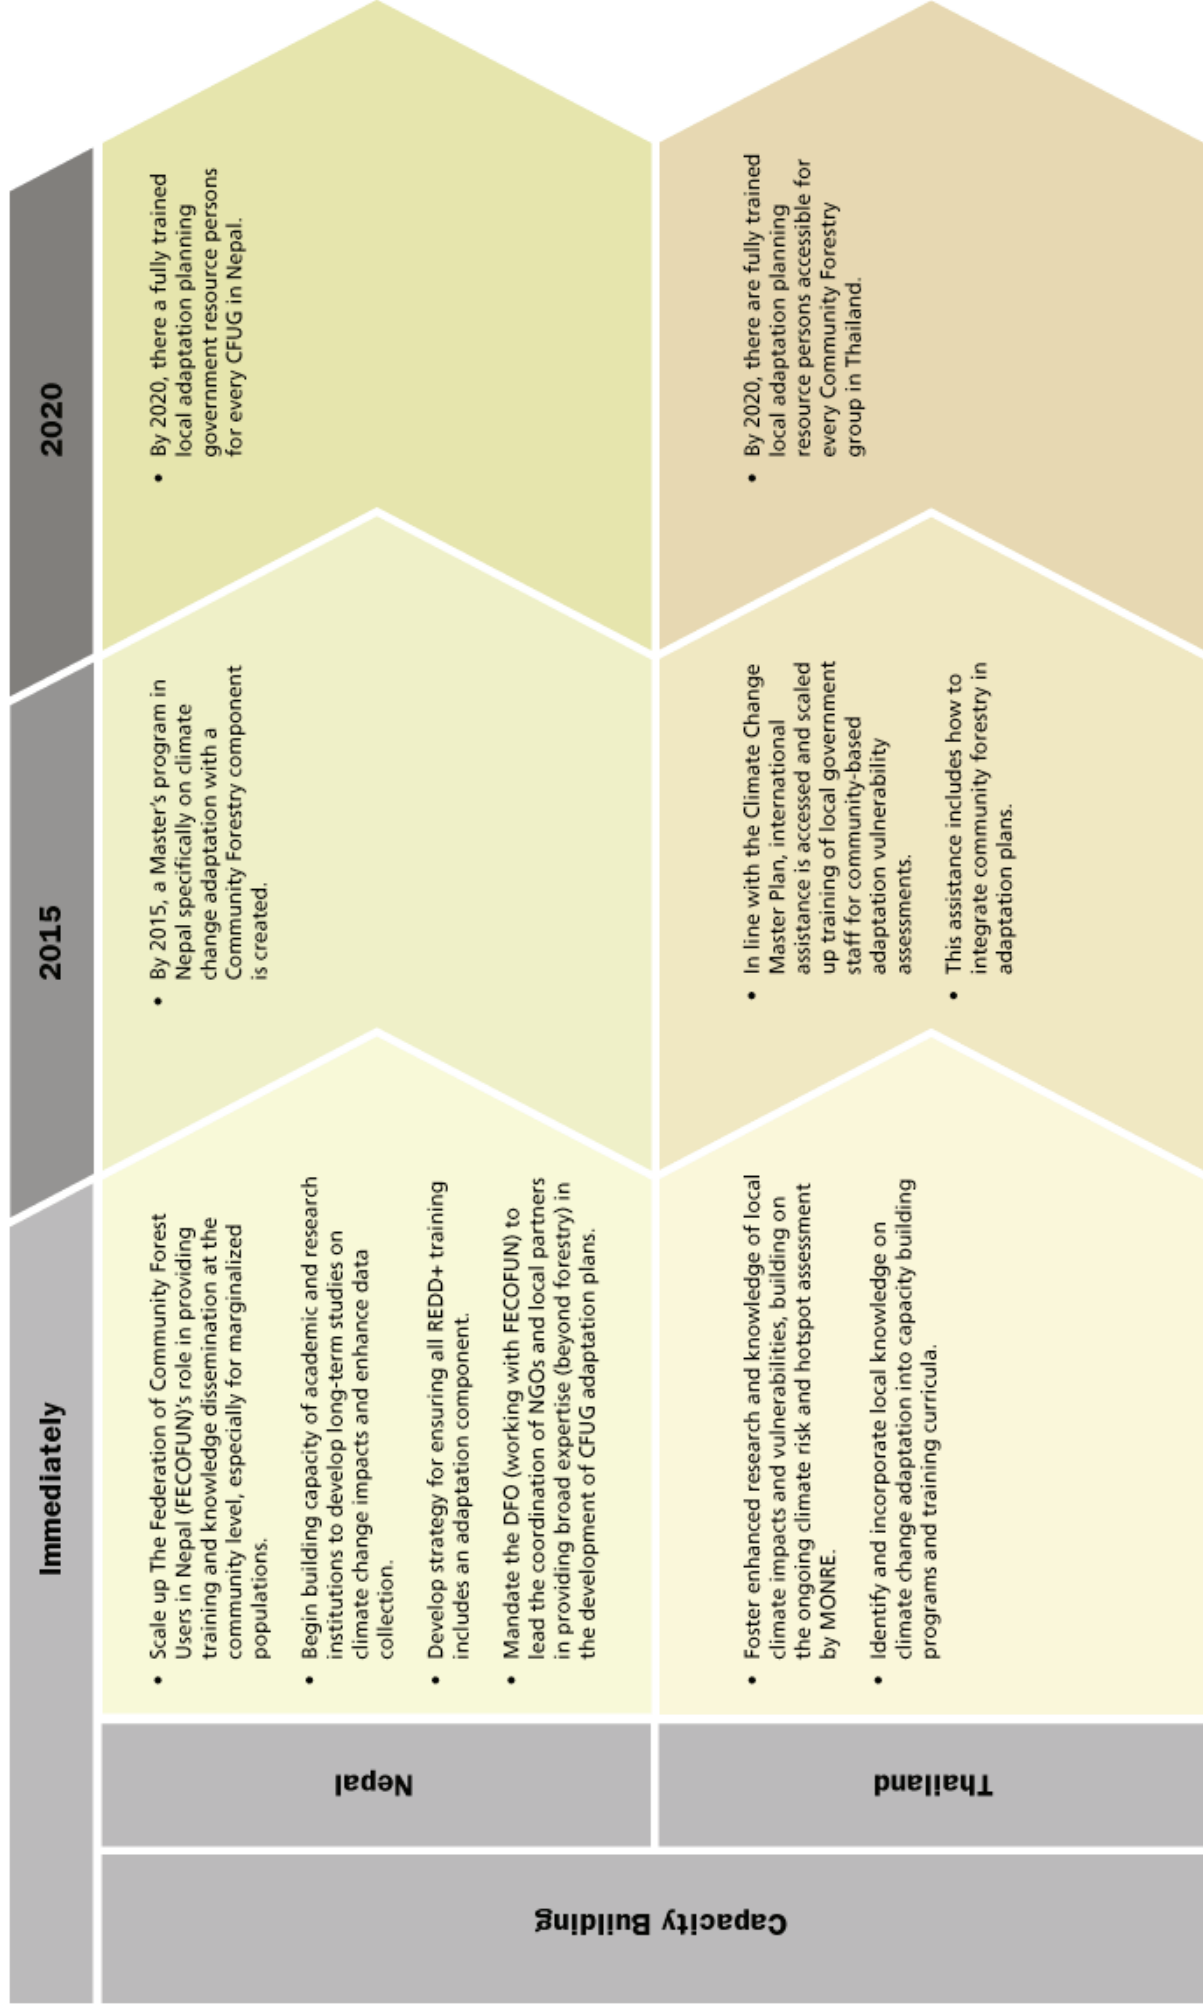 Immediately
2015
2020
Capacity Building
Nepal
• Scale up The Federation of Community Forest
Users in Nepal (FECOFUN)’s role in providing
training and knowledge dissemination at the
community level, especially for marginalized
populations.
• Begin building capacity of academic and research
institutions to develop long-term studies on
climate change impacts and enhance data
collection.
• Develop strategy for ensuring all REDD+ training
includes an adaptation component.
• Mandate the DFO (working with FECOFUN) to
lead the coordination of NGOs and local partners
in providing broad expertise (beyond forestry) in
the development of CFUG adaptation plans.
• By 2015, a Master’s program in
Nepal specifically on climate
change adaptation with a
Community Forestry component
is created.
• By 2020, there a fully trained
local adaptation planning
government resource persons
for every CFUG in Nepal.
Thailand
• Foster enhanced research and knowledge of local
climate impacts and vulnerabilities, building on
the ongoing climate risk and hotspot assessment
by MONRE.
• Identify and incorporate local knowledge on
climate change adaptation into capacity building
programs and training curricula.
• In line with the Climate Change
Master Plan, international
assistance is accessed and scaled
up training of local government
staff for community-based
adaptation vulnerability
assessments.
• This assistance includes how to
integrate community forestry in
adaptation plans.
• By 2020, there are fully trained
local adaptation planning
resource persons accessible for
every Community Forestry
group in Thailand.